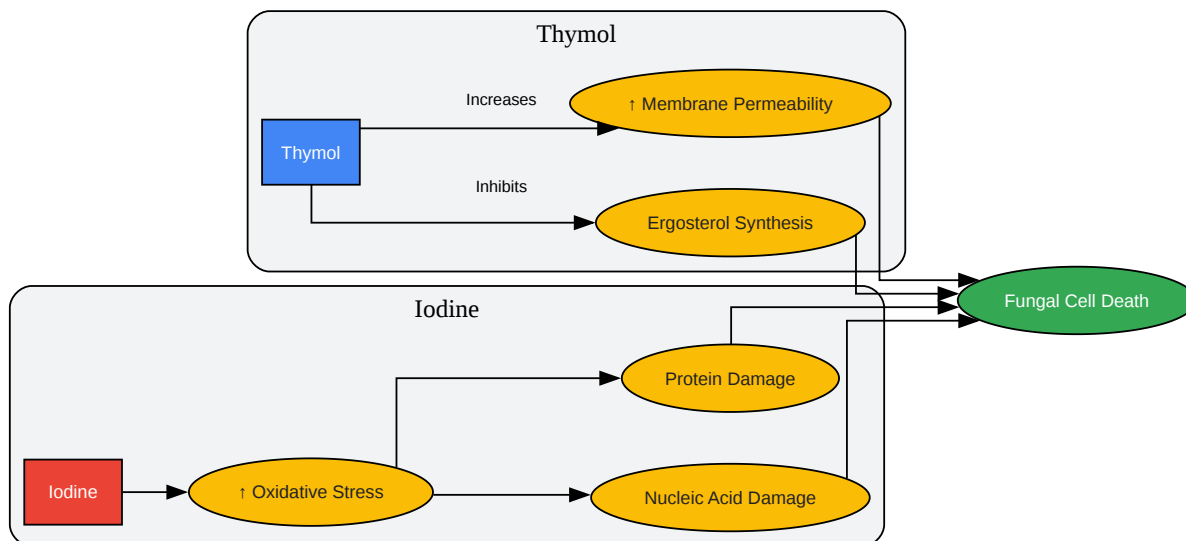 Thymol
Increases
↑ Membrane Permeability
Thymol
Inhibits
Ergosterol Synthesis
Fungal Cell Death
Iodine
Protein Damage
Iodine
↑ Oxidative Stress
Nucleic Acid Damage